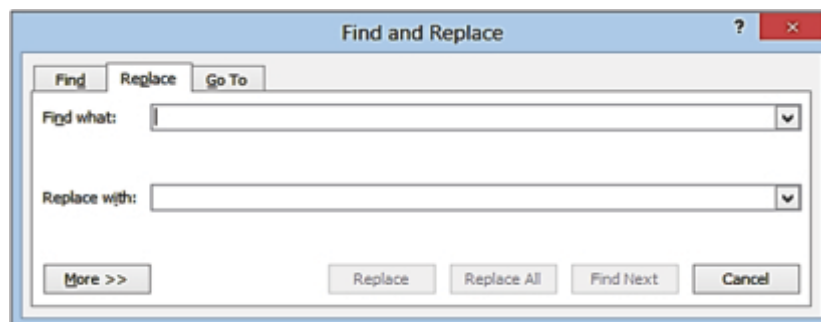 Find and Replace ? ×
Find Replace Go To
Find what:
Replace with:
More >> Replace Replace All Find Next Cancel